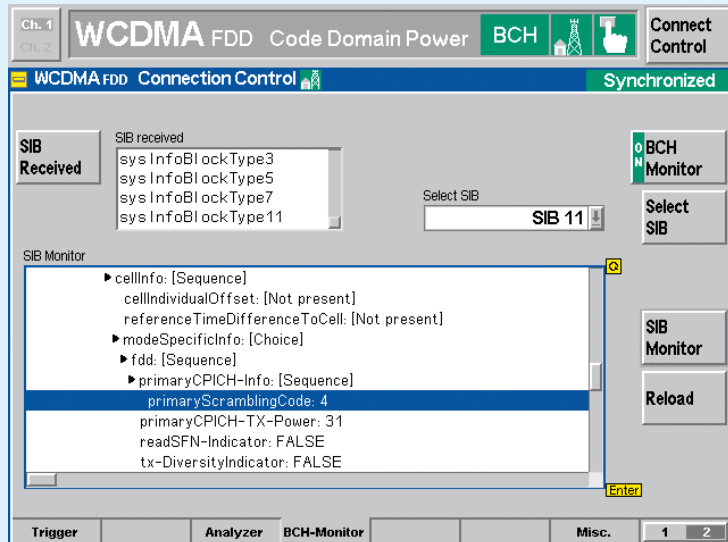 Ch. 1
Ch. 2
WCDMA FDD Code Domain Power
BCH
Connect
Control
WCDMA FDD Connection Control
Synchronized
SIB
Received
SIB received
sysInfoBlockType3
sysInfoBlockType5
sysInfoBlockType7
sysInfoBlockType11
Select SIB
SIB 11
ON
BCH
Monitor
Select
SIB
SIB Monitor
cellInfo: [Sequence]
cellIndividualOffset: [Not present]
referenceTimeDifferenceToCell: [Not present]
modeSpecificInfo: [Choice]
fdd: [Sequence]
primaryCPICH-Info: [Sequence]
primaryScramblingCode: 4
primaryCPICH-TX-Power: 31
readSFN-Indicator: FALSE
tx-DiversityIndicator: FALSE
Q
Enter
SIB
Monitor
Reload
Trigger
Analyzer
BCH-Monitor
Misc.
1 2